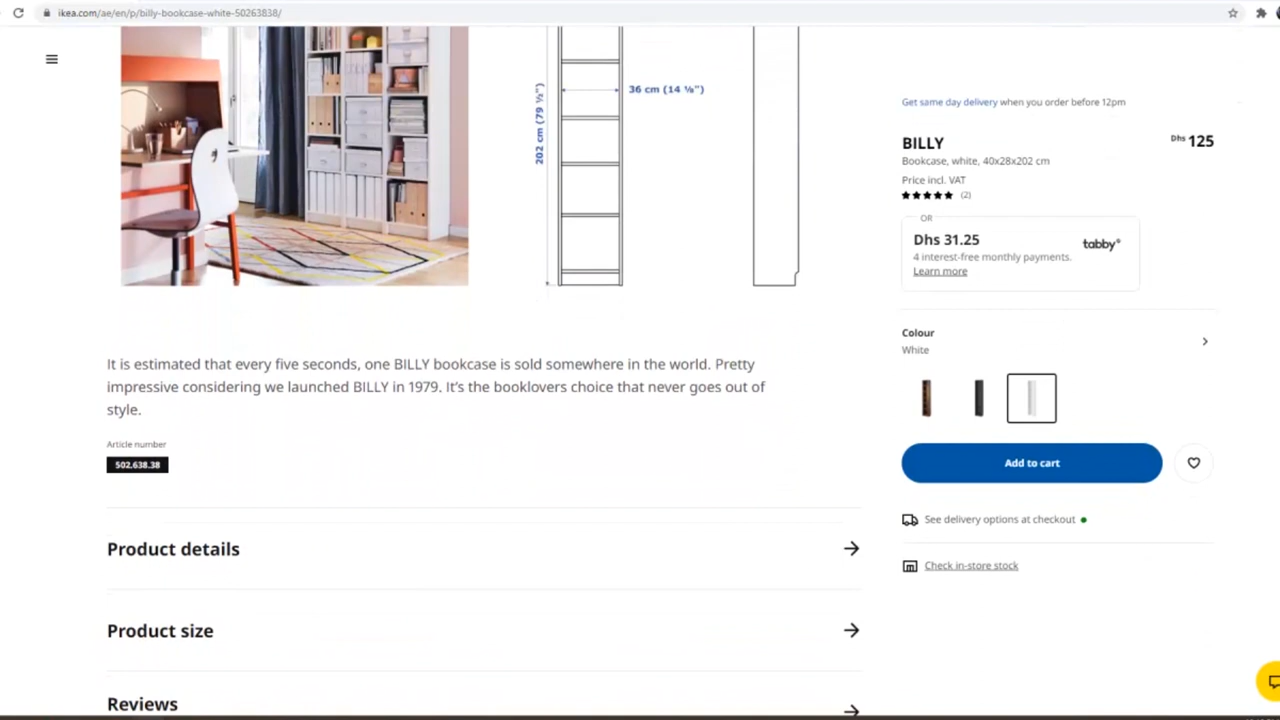 ikea.com/ae/en/p/billy-bookcase-white-50263838/
202 cm (79 ½")
36 cm (14 ⅛")
Get same day delivery when you order before 12pm
BILLY
Dhs 125
Bookcase, white, 40x28x202 cm
Price incl. VAT
(2)
OR
Dhs 31.25
tabby
4 interest-free monthly payments.
Learn more
Colour
White
Add to cart
See delivery options at checkout
Check in-store stock
It is estimated that every five seconds, one BILLY bookcase is sold somewhere in the world. Pretty
impressive considering we launched BILLY in 1979. It's the booklovers choice that never goes out of
style.
Article number
502.638.38
Product details
Product size
Reviews